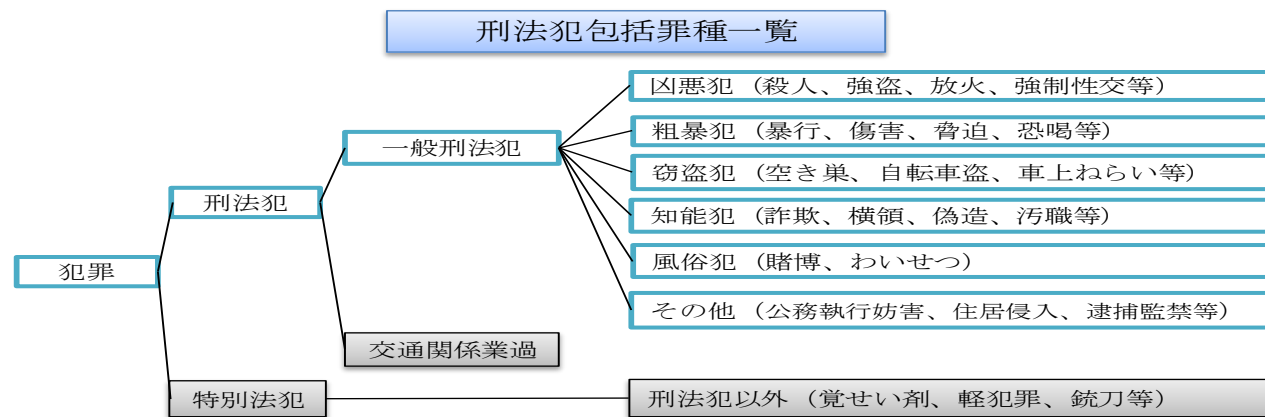 刑法犯包括罪種一覧
凶悪犯（殺人、強盗、放火、強制性交等）
粗暴犯（暴行、傷害、脅迫、恐喝等）
一般刑法犯
窃盗犯（空き巣、自転車盗、車上ねらい等）
刑法犯
知能犯（詐欺、横領、偽造、汚職等）
風俗犯（賭博、わいせつ）
犯罪
その他（公務執行妨害、住居侵入、逮捕監禁等）
交通関係業過
特別法犯
刑法犯以外（覚せい剤、軽犯罪、銃刀等）